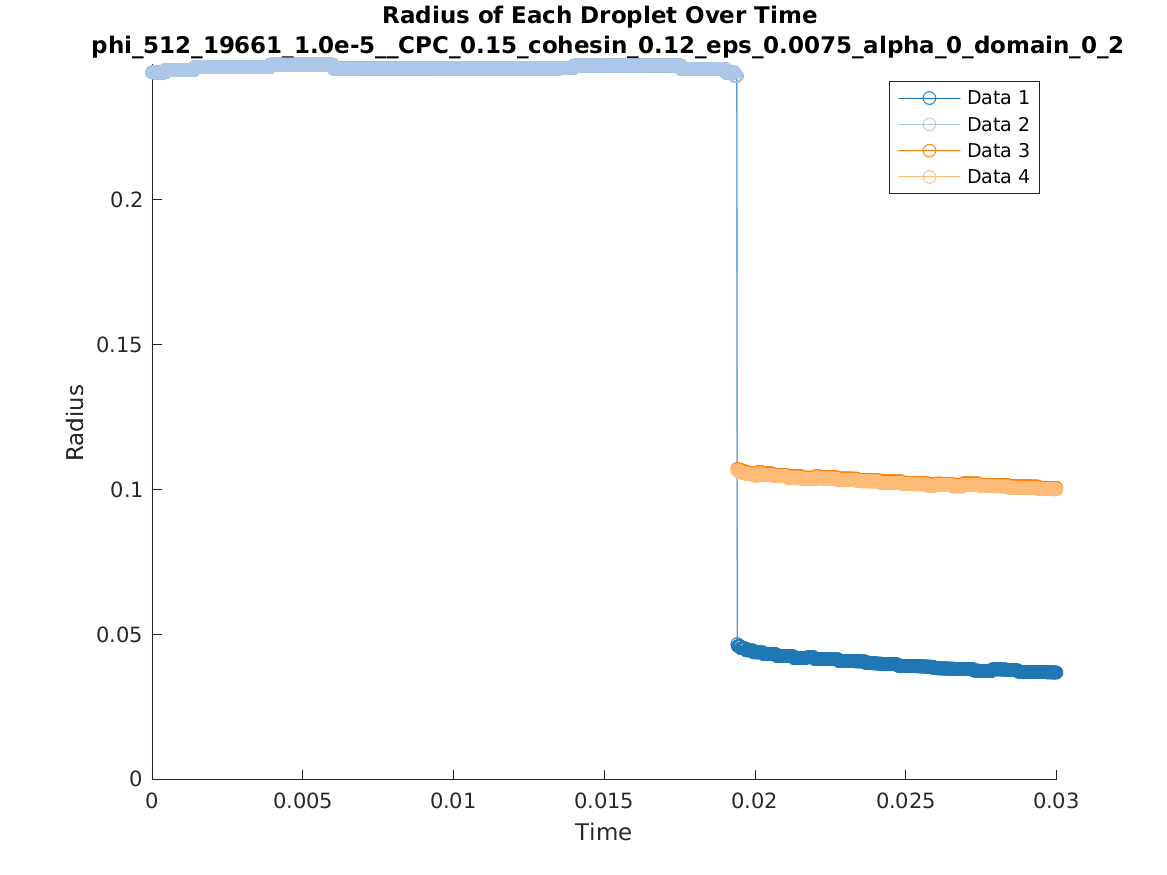 Radius of Each Droplet Over Time
phi_512_19661_1.0e-5__CPC_0.15_cohesin_0.12_eps_0.0075_alpha_0_domain_0_2
Data 1
Data 2
Data 3
Data 4
0.2
0.15
0.1
0.05
0
Radius
0
0.005
0.01
0.015
0.02
0.025
0.03
Time